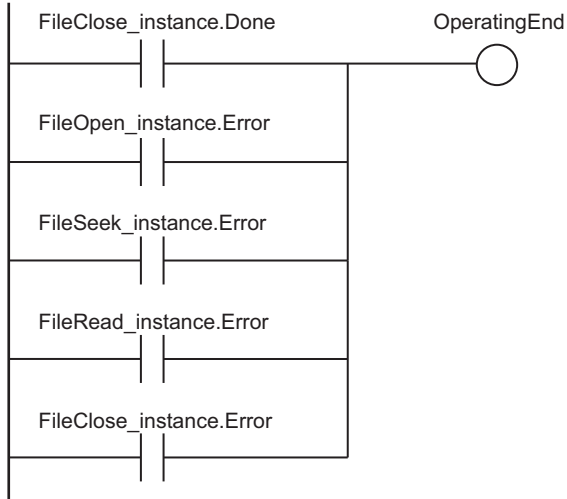 FileClose_instance.Done
OperatingEnd
FileOpen_instance.Error
FileSeek_instance.Error
FileRead_instance.Error
FileClose_instance.Error